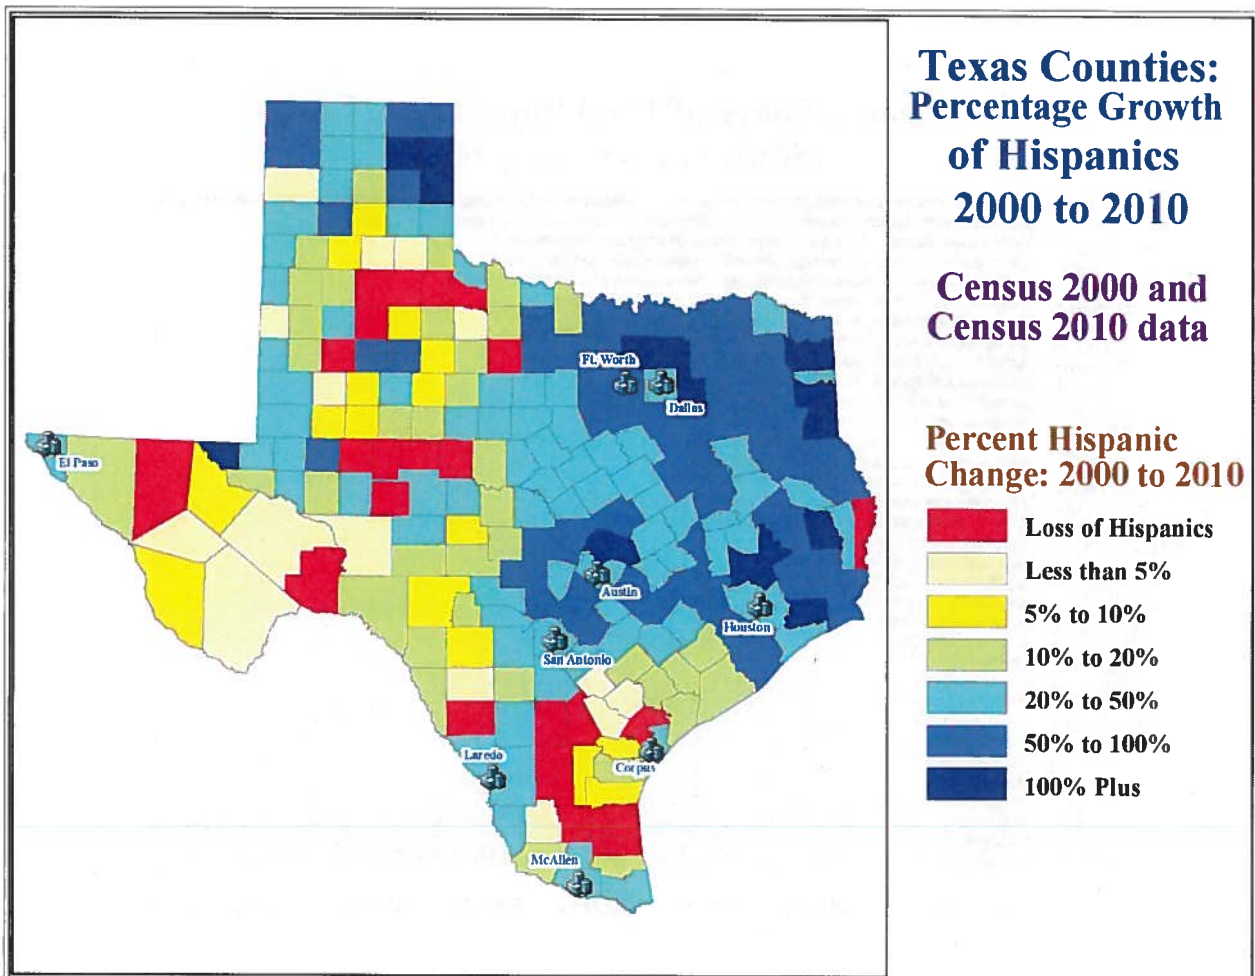 Texas Counties:
Percentage Growth
of Hispanics
2000 to 2010
Census 2000 and
Census 2010 data
Percent Hispanic
Change: 2000 to 2010
Loss of Hispanics
Less than 5%
5% to 10%
10% to 20%
20% to 50%
50% to 100%
100% Plus
Ft. Worth
Dallas
El Paso
Austin
Houston
San Antonio
Laredo
Corpus
McAllen